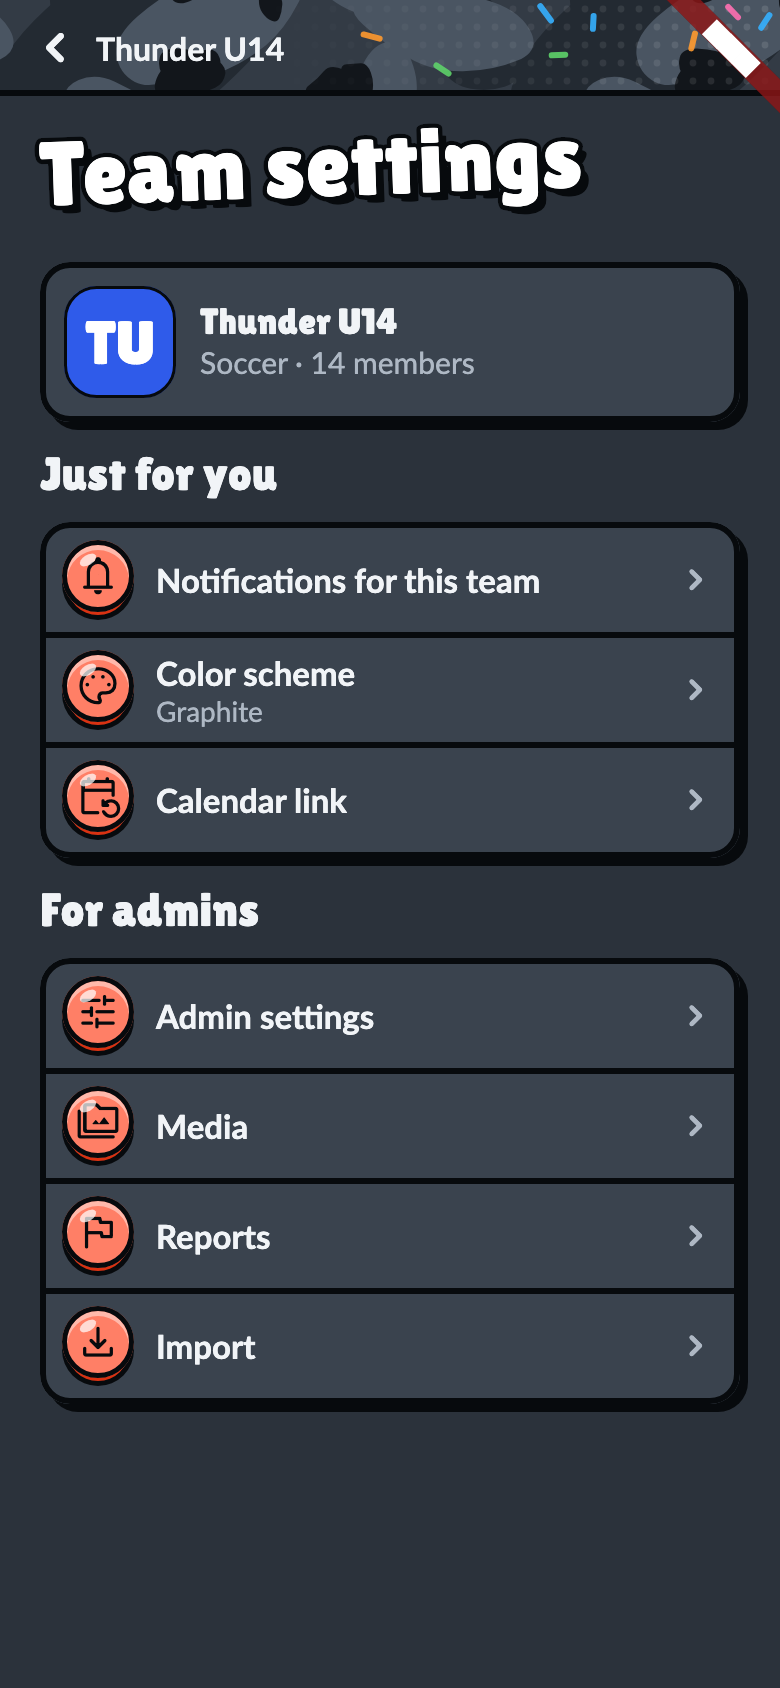 Thunder U14
Team settings
TU
Thunder U14
Soccer · 14 members
Just for you
Notifications for this team
Color scheme
Graphite
Calendar link
For admins
Admin settings
Media
Reports
Import